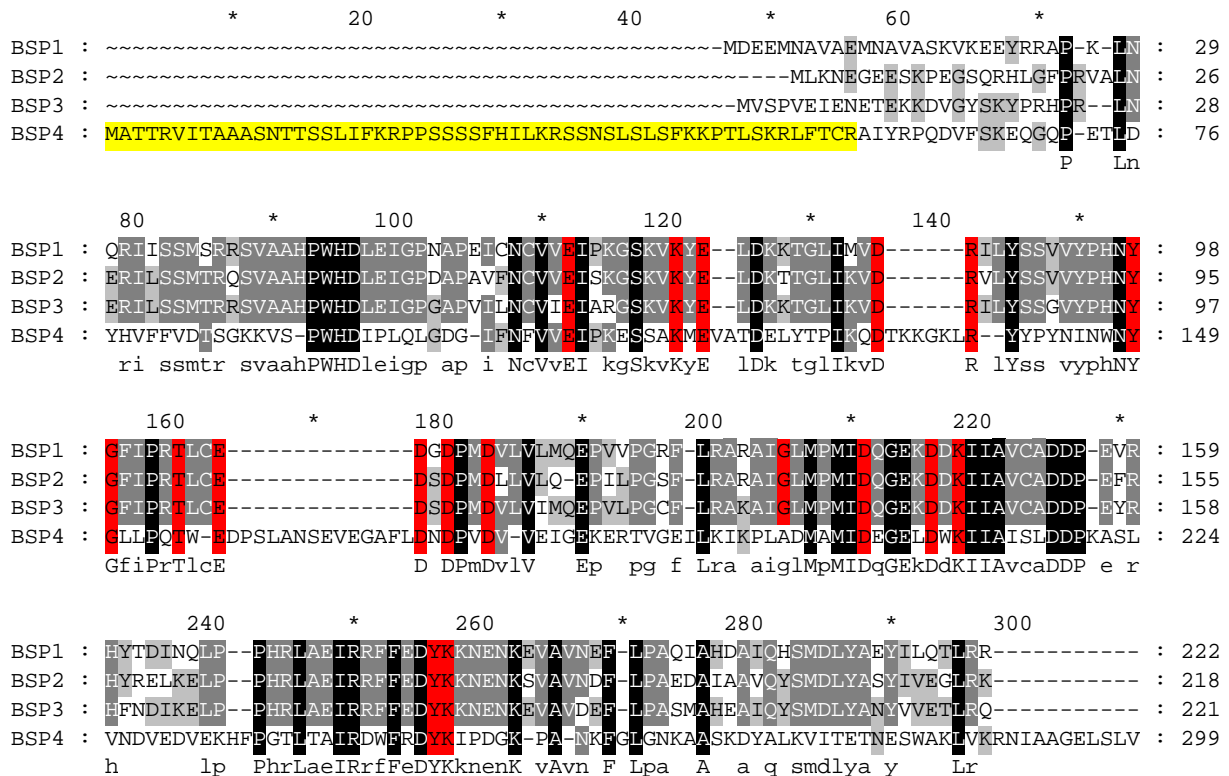 * 20 * 40 * 60 *
BSP1 : ~~~~~~~~~~~~~~~~~~~~~~~~~~~~~~~~~~~~~~~~~~~~~~MDEEMNAVAEMNAVASKVKEEYRRAP-K-LN : 29
BSP2 : ~~~~~~~~~~~~~~~~~~~~~~~~~~~~~~~~~~~~~~~~~~~~~~-----MLKNEGEESKPEGSQRHLGFPRVALN : 26
BSP3 : ~~~~~~~~~~~~~~~~~~~~~~~~~~~~~~~~~~~~~~~~~~~~~~~MVSPVEIENETEKKDVGYSKYPRHPR--LN : 28
BSP4 : MATTRVITAAASNTTSSLIFKRPPSSSSFHILKRSSNSLSLSFKKPTLSKRLFTCRAIYRPQDVFSKEQGQP-ETLD : 76
P Ln
80 * 100 * 120 * 140 *
BSP1 : QRIISSMSRRSVAAHPWHDLEIGPNAPEICNCVVEIPKGSKVKYE--LDKKTGLIMVD------RILYSSVVYPHNY : 98
BSP2 : ERILSSMTRQSVAAHPWHDLEIGPDAPAVFNCVVEISKGSKVKYE--LDKTTGLIKVD------RVLYSSVVYPHNY : 95
BSP3 : ERILSSMTRRSVAAHPWHDLEIGPGAPVILNCVIEIARGSKVKYE--LDKKTGLIKVD------RILYSSGVYPHNY : 97
BSP4 : YHVFFVDTSGKKVS-PWHDIPLQLGDG-IFNFVVEIPKESSAKMEVATDELYTPIKQDTKKGKLR--YYPYNINWNY : 149
ri ssmtr svaahPWHDleigp ap i NcVvEI kgSkvKyE lDk tglIkvD R lYss vyphNY
160 * 180 * 200 * 220 *
BSP1 : GFIPRTLCE--------------DGDPMDVLVLMQEPVVPGRF-LRARAIGLMPMIDQGEKDDKIIAVCADDP-EVR : 159
BSP2 : GFIPRTLCE--------------DSDPMDLLVLQ-EPILPGSF-LRARAIGLMPMIDQGEKDDKIIAVCADDP-EFR : 155
BSP3 : GFIPRTLCE--------------DSDPMDVLVIMQEPVLPGCF-LRAKAIGLMPMIDQGEKDDKIIAVCADDP-EYR : 158
BSP4 : GLLPQTW-EDPSLANSEVEGAFLDNDPVDV-VEIGEKERTVGEILKIKPLADMAMIDEGELDWKIIAISLDDPKASL : 224
GfiPrTlcE D DPmDvlV Ep pg f Lra aiglMpMIDqGEkDdKIIAvcaDDP e r
240 * 260 * 280 * 300
BSP1 : HYTDINQLP--PHRLAEIRRFFEDYKKNENKEVAVNEF-LPAQIAHDAIQHSMDLYAEYILQTLRR----------- : 222
BSP2 : HYRELKELP--PHRLAEIRRFFEDYKKNENKSVAVNDF-LPAEDAIAAVQYSMDLYASYIVEGLRK----------- : 218
BSP3 : HFNDIKELP--PHRLAEIRRFFEDYKKNENKEVAVDEF-LPASMAHEAIQYSMDLYANYVVETLRQ----------- : 221
BSP4 : VNDVEDVEKHFPGTLTAIRDWFRDYKIPDGK-PA-NKFGLGNKAASKDYALKVITETNESWAKLVKRNIAAGELSLV : 299
h lp PhrLaeIRrfFeDYKknenK vAvn F Lpa A a q smdlya y Lr